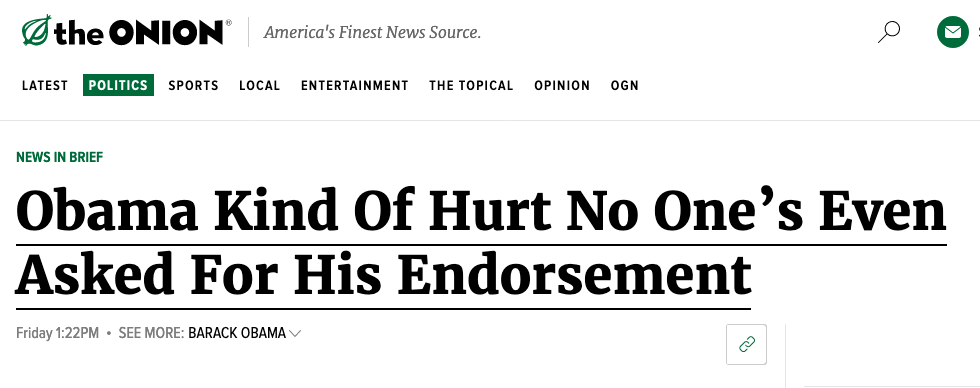 the ONION®
America's Finest News Source.
LATEST POLITICS SPORTS LOCAL ENTERTAINMENT THE TOPICAL OPINION OGN
NEWS IN BRIEF
Obama Kind Of Hurt No One’s Even
Asked For His Endorsement
Friday 1:22PM • SEE MORE: BARACK OBAMA